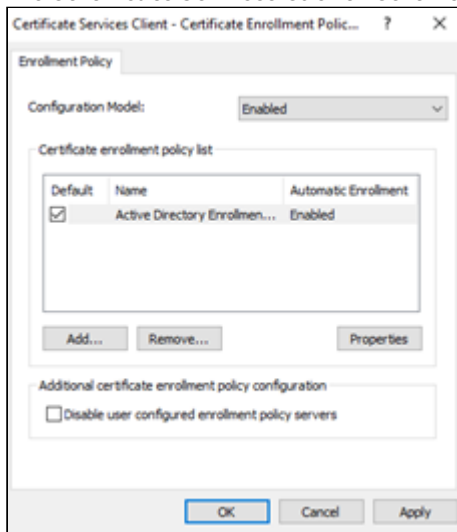 Certificate Services Client - Certificate Enrollment Polic... ? ×
Enrollment Policy
Configuration Model: Enabled
Certificate enrollment policy list
Default Name Automatic Enrollment
Active Directory Enrollmen... Enabled
Add... Remove... Properties
Additional certificate enrollment policy configuration
Disable user configured enrollment policy servers
OK Cancel Apply